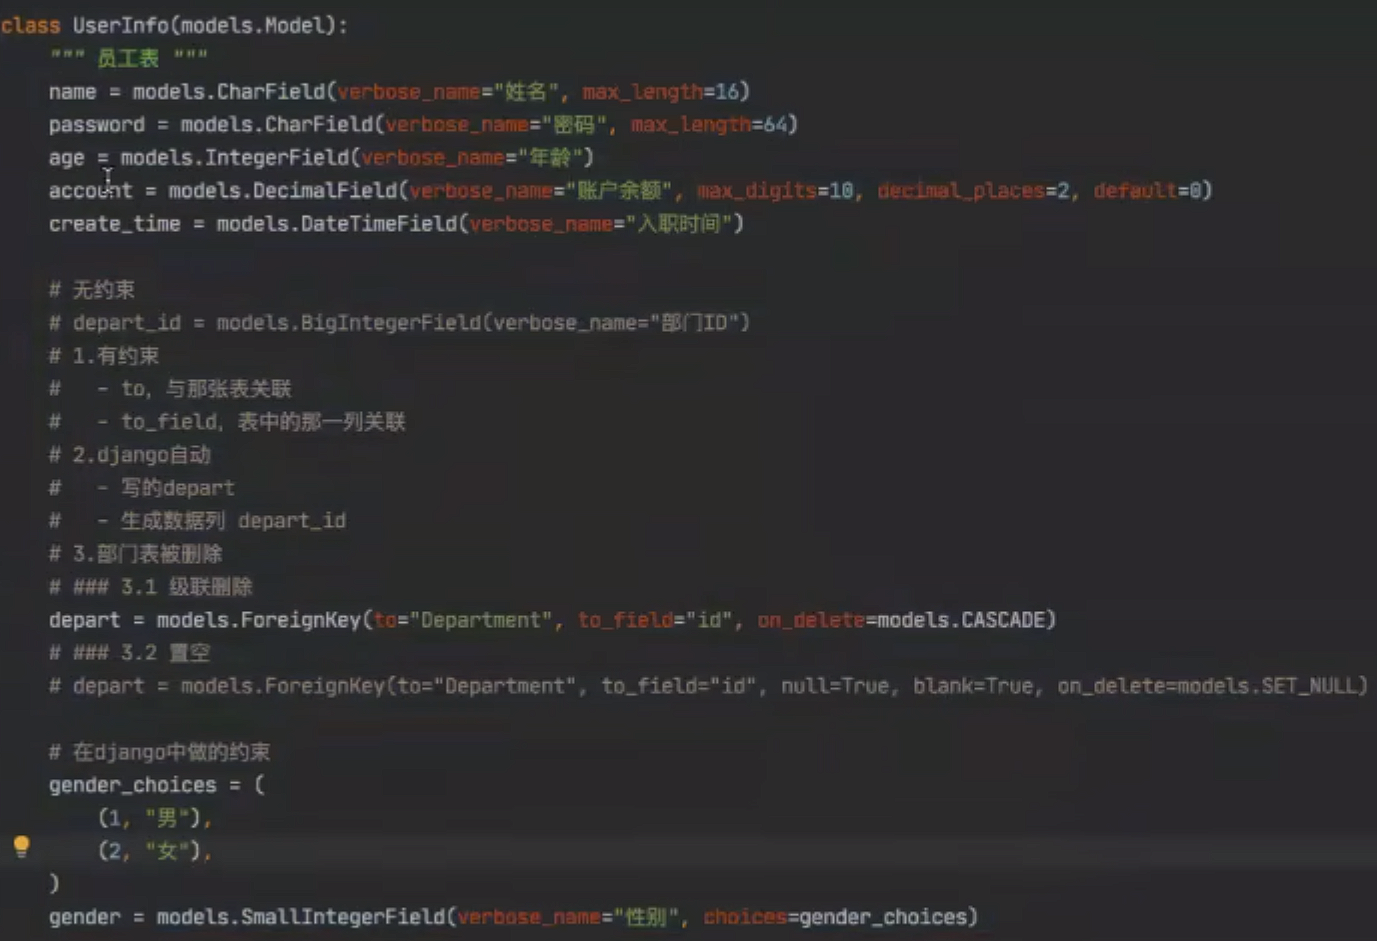 class UserInfo(models.Model):
    """ 员工表 """
    name = models.CharField(verbose_name="姓名", max_length=16)
    password = models.CharField(verbose_name="密码", max_length=64)
    age = models.IntegerField(verbose_name="年龄")
    account = models.DecimalField(verbose_name="账户余额", max_digits=10, decimal_places=2, default=0)
    create_time = models.DateTimeField(verbose_name="入职时间")
    # 无约束
    # depart_id = models.BigIntegerField(verbose_name="部门ID")
    # 1.有约束
    #   - to, 与那张表关联
    #   - to_field, 表中的那一列关联
    # 2.django自动
    #   - 写的depart
    #   - 生成数据列 depart_id
    # 3.部门表被删除
    # ### 3.1 级联删除
    depart = models.ForeignKey(to="Department", to_field="id", on_delete=models.CASCADE)
    # ### 3.2 置空
    # depart = models.ForeignKey(to="Department", to_field="id", null=True, blank=True, on_delete=models.SET_NULL)
    # 在django中做的约束
    gender_choices = (
        (1, "男"),
        (2, "女"),
    )
    gender = models.SmallIntegerField(verbose_name="性别", choices=gender_choices)